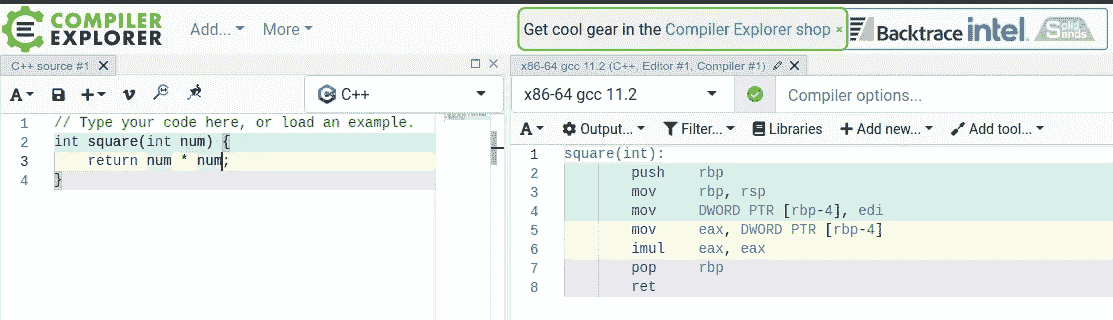 COMPILER
EXPLORER
Add...
More
Get cool gear in the Compiler Explorer shop ×
Backtrace
intel.
Solid
Sands
C++ source #1 X
A
C++
1 // Type your code here, or load an example.
2 int square(int num) {
3 return num * num;
4 }
x86-64 gcc 11.2 (C++, Editor #1, Compiler #1) X
x86-64 gcc 11.2
Compiler options...
A
Output...
Filter...
Libraries
Add new...
Add tool...
1 square(int):
2 push rbp
3 mov rbp, rsp
4 mov DWORD PTR [rbp-4], edi
5 mov eax, DWORD PTR [rbp-4]
6 imul eax, eax
7 pop rbp
8 ret